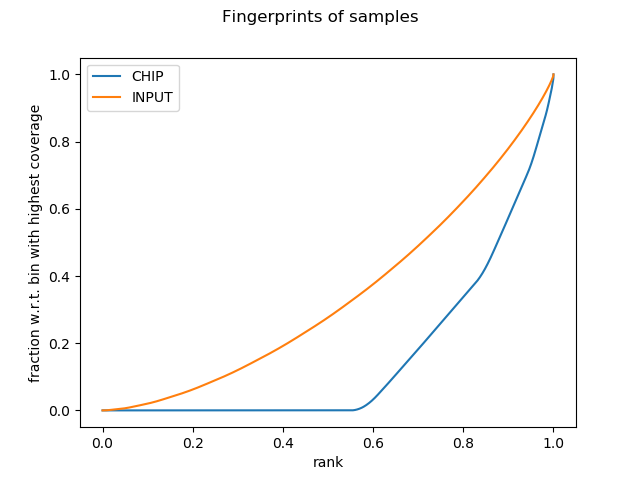 Fingerprints of samples
CHIP
INPUT
fraction w.r.t. bin with highest coverage
1.0
0.8
0.6
0.4
0.2
0.0
0.0 0.2 0.4 0.6 0.8 1.0
rank